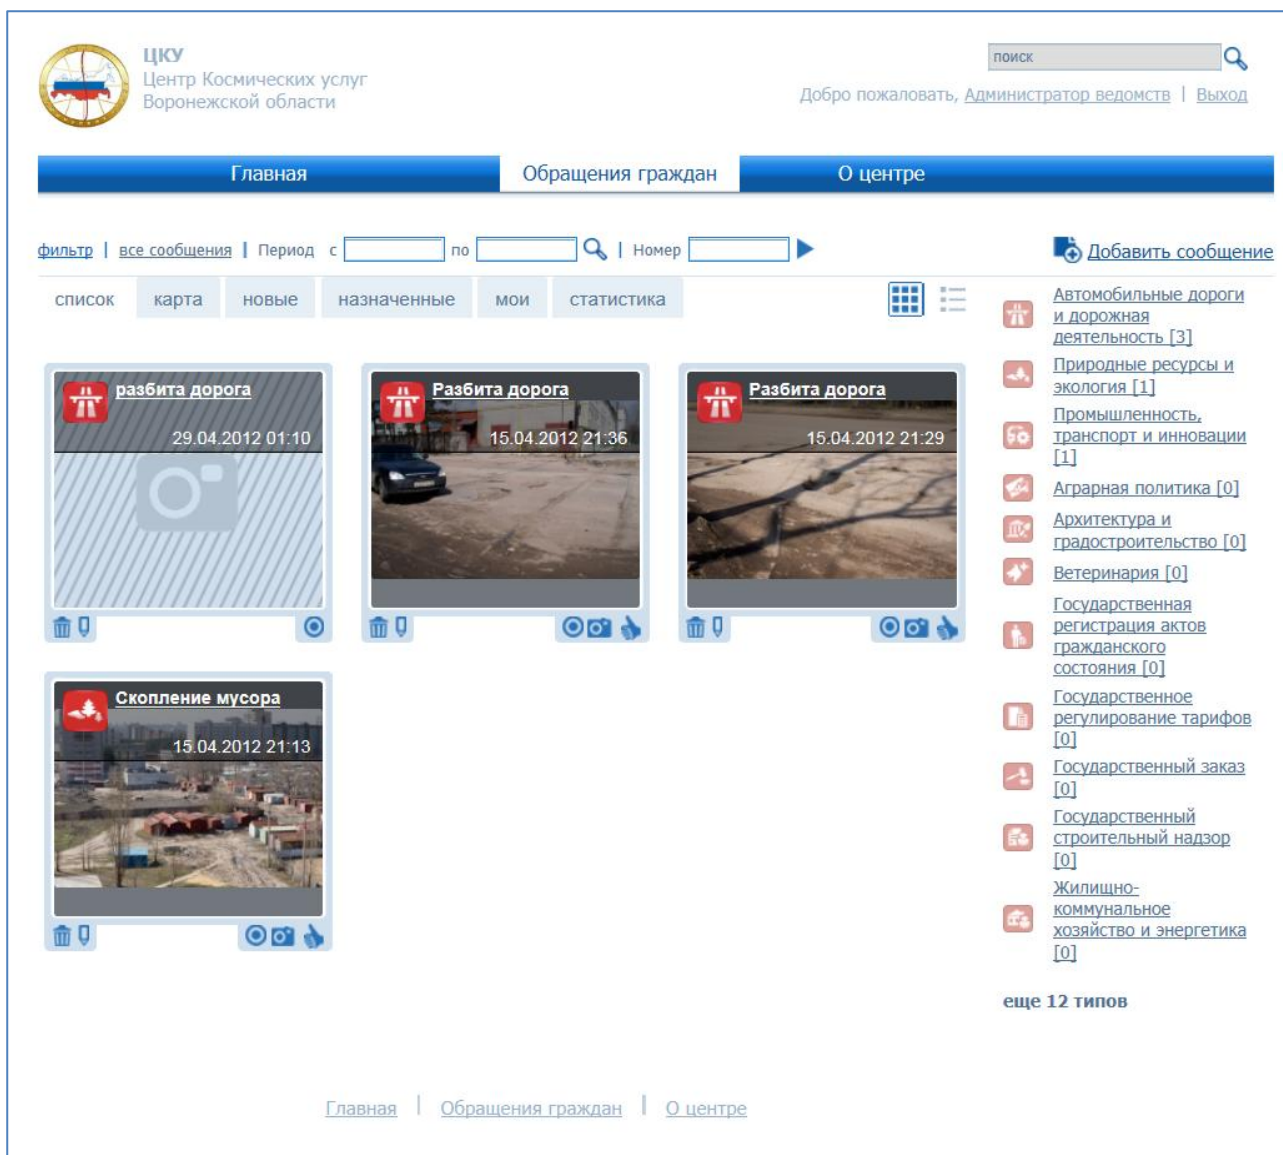 ЦКУ
Центр Космических услуг
Воронежской области
поиск
Добро пожаловать, Администратор ведомств | Выход
Главная
Обращения граждан
О центре
фильтр | все сообщения | Период с по | Номер
Добавить сообщение
список
карта
новые
назначенные
мои
статистика
разбита дорога
29.04.2012 01:10
Разбита дорога
15.04.2012 21:36
Разбита дорога
15.04.2012 21:29
Скопление мусора
15.04.2012 21:13
Автомобильные дороги
и дорожная
деятельность [3]
Природные ресурсы и
экология [1]
Промышленность,
транспорт и инновации
[1]
Аграрная политика [0]
Архитектура и
градостроительство [0]
Ветеринария [0]
Государственная
регистрация актов
гражданского
состояния [0]
Государственное
регулирование тарифов
[0]
Государственный заказ
[0]
Государственный
строительный надзор
[0]
Жилищно-
коммунальное
хозяйство и энергетика
[0]
еще 12 типов
Главная | Обращения граждан | О центре